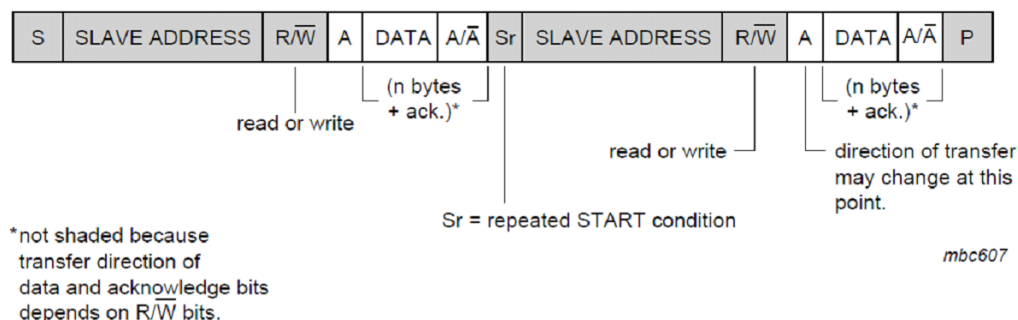 S SLAVE ADDRESS R/W̅ A DATA A/A̅ Sr SLAVE ADDRESS R/W̅ A DATA A/A̅ P
(n bytes
+ ack.)*
(n bytes
+ ack.)*
read or write
read or write
direction of transfer
may change at this
point.
Sr = repeated START condition
*not shaded because
transfer direction of
data and acknowledge bits
depends on R/W̅ bits.
mbc607